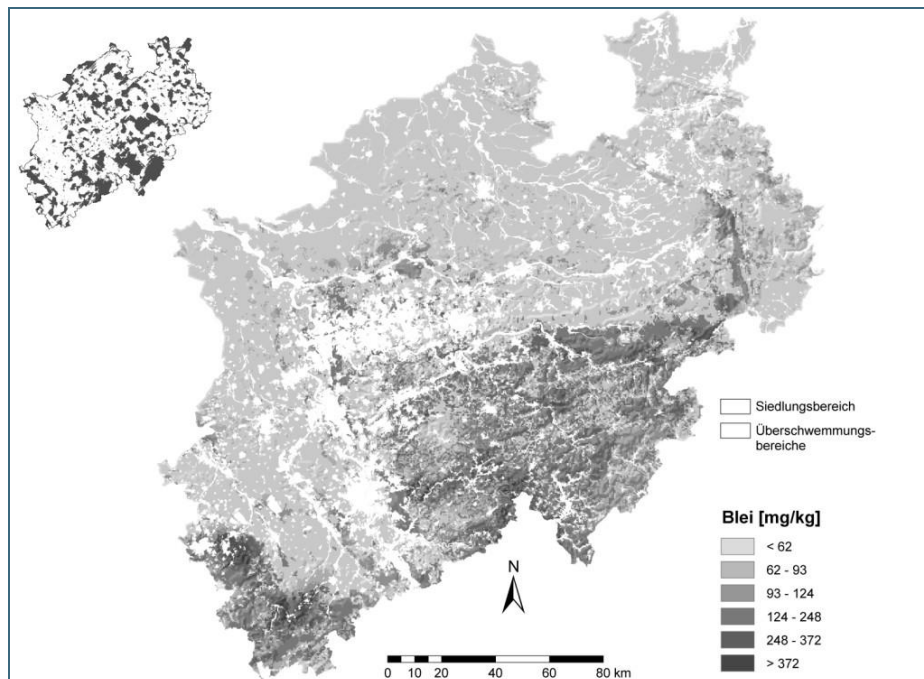 Siedlungsbereich
Überschwemmungs-
bereiche
Blei [mg/kg]
< 62
62 - 93
93 - 124
124 - 248
248 - 372
> 372
N
0 10 20 40 60 80 km